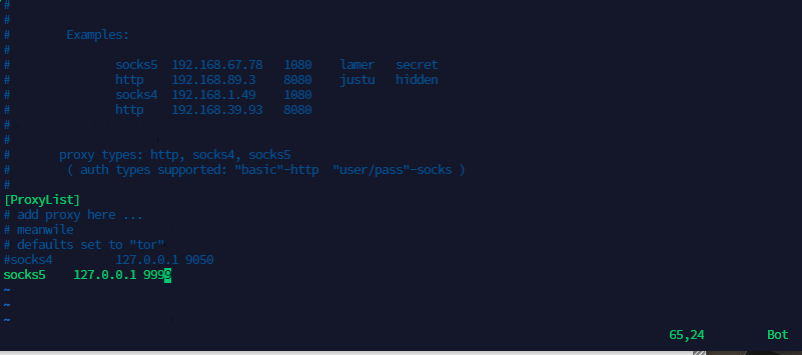 #
#
#        Examples:
#
#               socks5  192.168.67.78   1080    lamer   secret
#               http    192.168.89.3    8080    justu   hidden
#               socks4  192.168.1.49    1080
#               http    192.168.39.93   8080
#
#
#       proxy types: http, socks4, socks5
#        ( auth types supported: "basic"-http  "user/pass"-socks )
#
[ProxyList]
# add proxy here ...
# meanwile
# defaults set to "tor"
#socks4         127.0.0.1 9050
socks5    127.0.0.1 9999
~
~
~
65,24         Bot